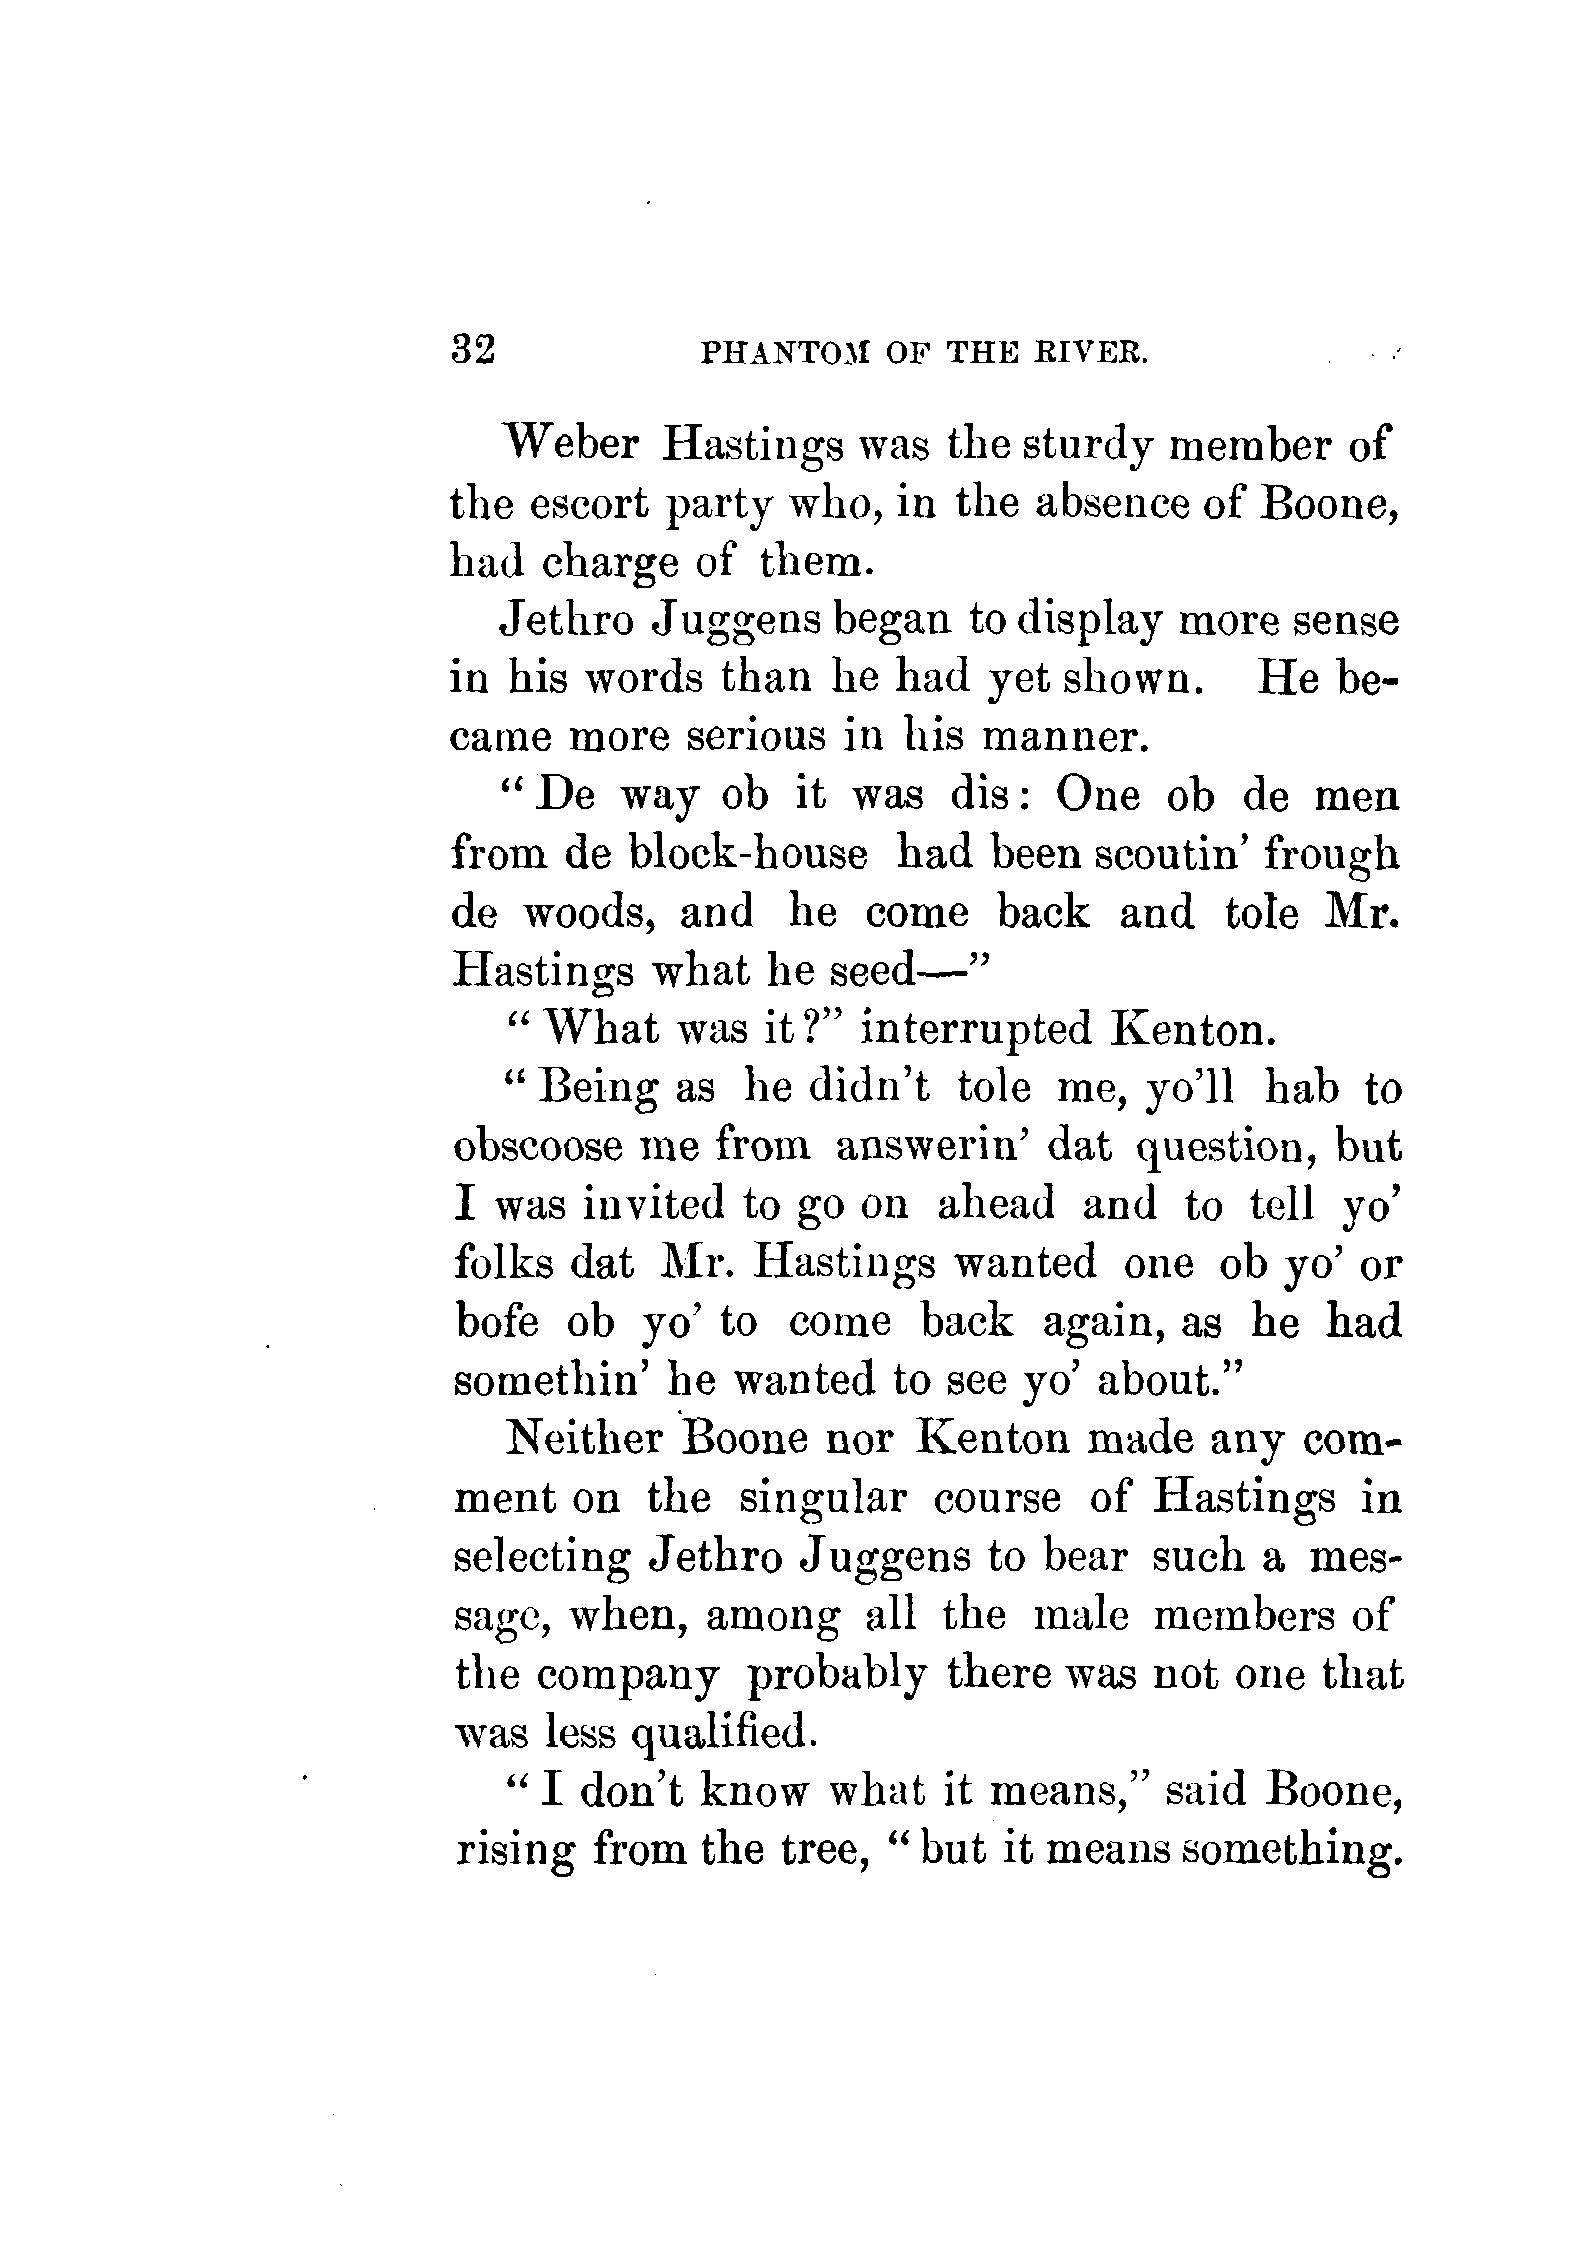 32 PHANTOM OF THE RIVER.
Weber Hastings was the sturdy member of
the escort party who, in the absence of Boone,
had charge of them.
Jethro Juggens began to display more sense
in his words than he had yet shown. He be-
came more serious in his manner.
“ De way ob it was dis : One ob de men
from de block-house had been scoutin’ frough
de woods, and he come back and tole Mr.
Hastings what he seed—”
“ What was it ?” interrupted Kenton.
“ Being as he didn’t tole me, yo’ll hab to
obscoose me from answerin’ dat question, but
I was invited to go on ahead and to tell yo’
folks dat Mr. Hastings wanted one ob yo’ or
bofe ob yo’ to come back again, as he had
somethin’ he wanted to see yo’ about.”
Neither Boone nor Kenton made any com-
ment on the singular course of Hastings in
selecting Jethro Juggens to bear such a mes-
sage, when, among all the male members of
the company probably there was not one that
was less qualified.
“ I don’t know what it means,” said Boone,
rising from the tree, “ but it means something.